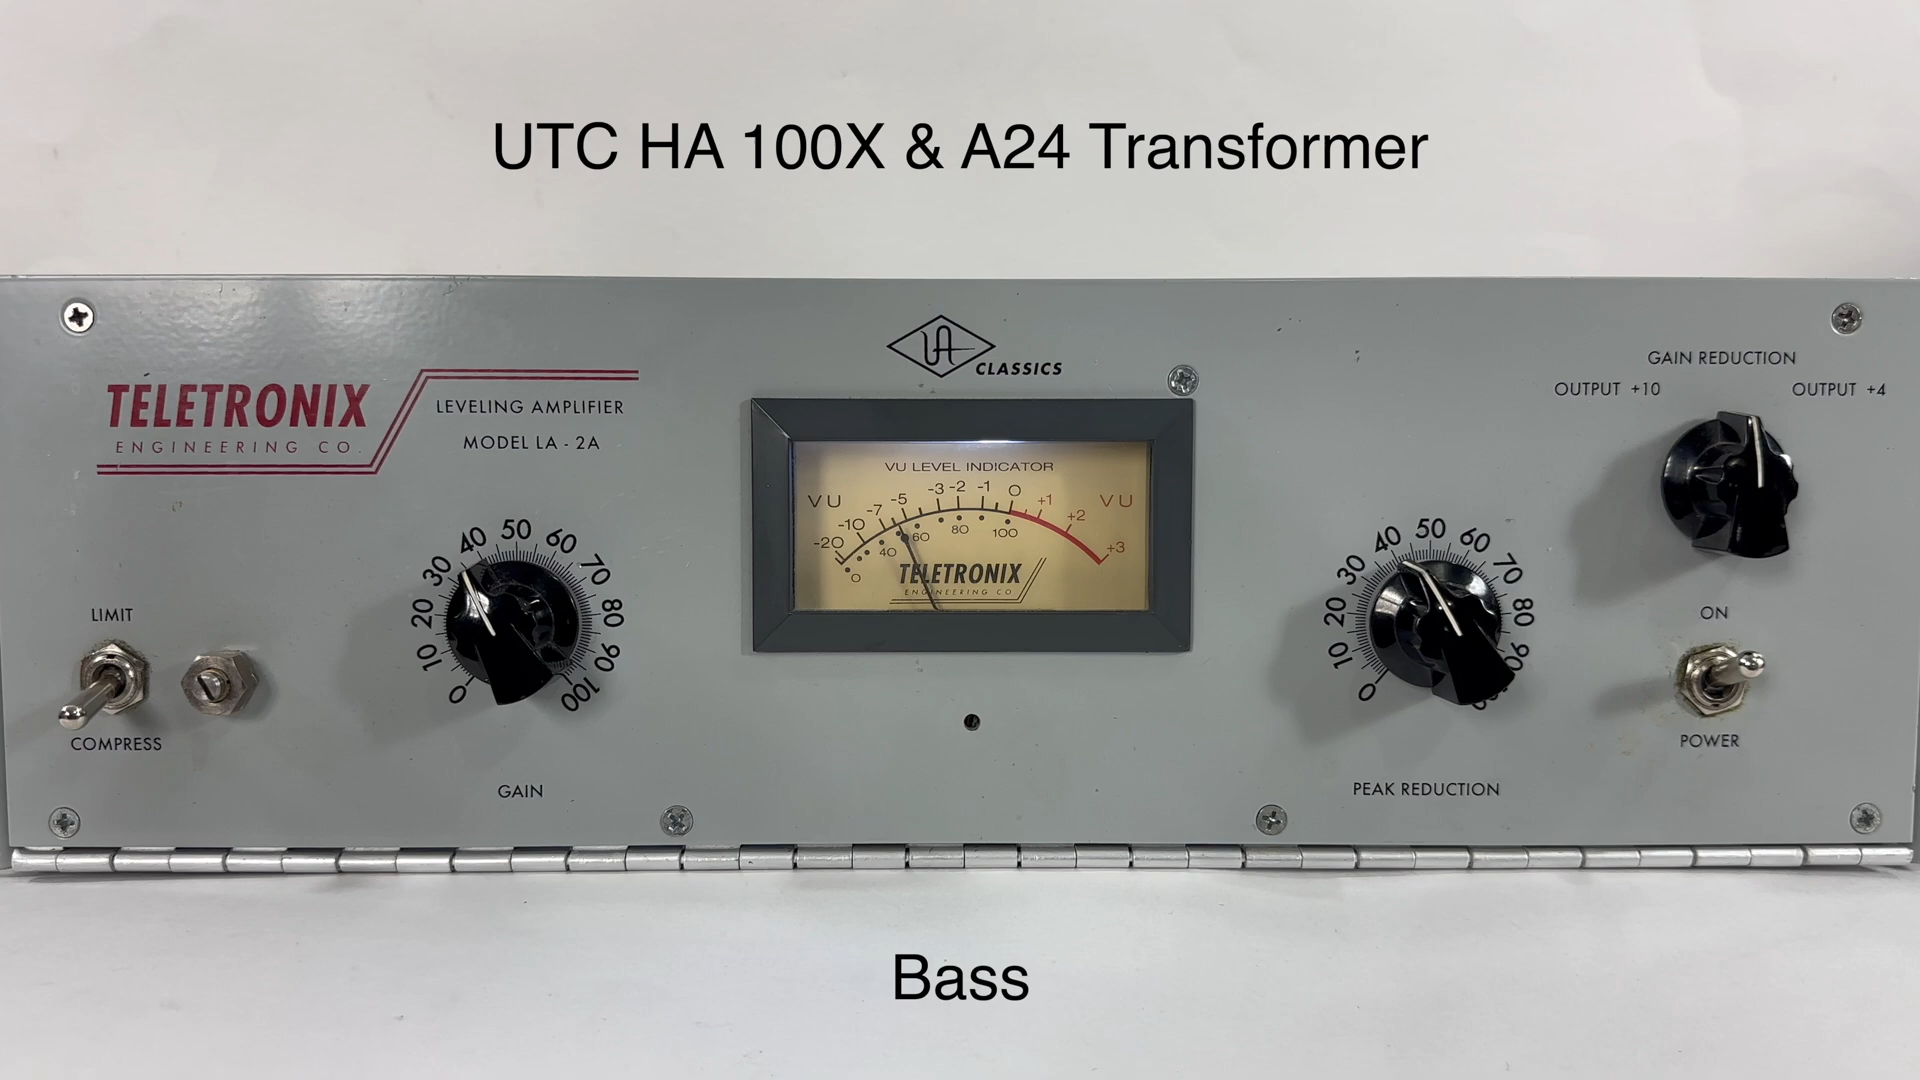 UTC HA 100X & A24 Transformer
TELETRONIX
ENGINEERING CO.
LEVELING AMPLIFIER
MODEL LA - 2A
UA
CLASSICS
GAIN REDUCTION
OUTPUT +10
OUTPUT +4
VU LEVEL INDICATOR
VU
VU
-20 -10 -7 -5 -3 -2 -1 0 +1 +2 +3
0 40 60 80 100
TELETRONIX
ENGINEERING CO
0 10 20 30 40 50 60 70 80 90 100
0 10 20 30 40 50 60 70 80 90
LIMIT
COMPRESS
GAIN
PEAK REDUCTION
ON
POWER
Bass